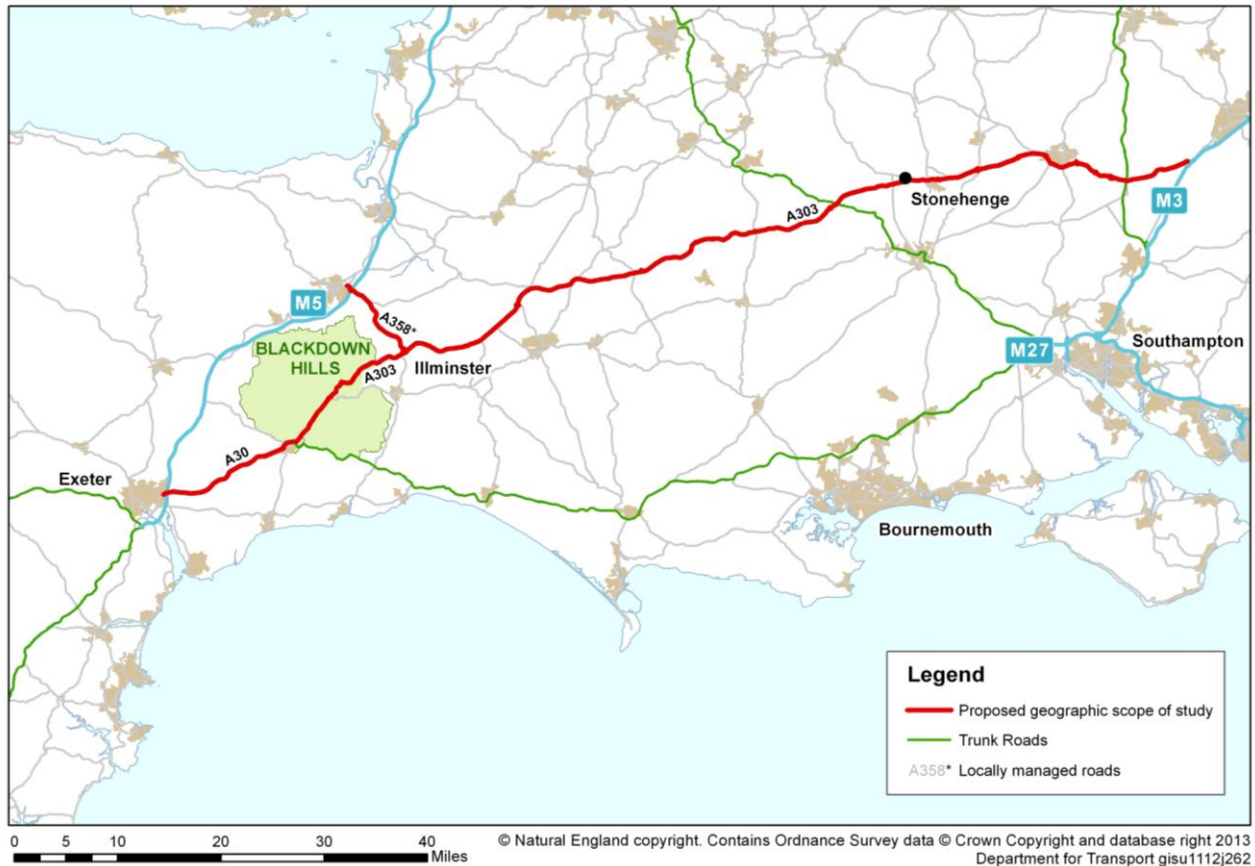 M3
Stonehenge
A303
M5
A358*
BLACKDOWN
HILLS
A303
Illminster
M27
Southampton
A30
Exeter
Bournemouth
Legend
Proposed geographic scope of study
Trunk Roads
A358* Locally managed roads
0 5 10 20 30 40
Miles
© Natural England copyright. Contains Ordnance Survey data © Crown Copyright and database right 2013
Department for Transport gisu1112j262